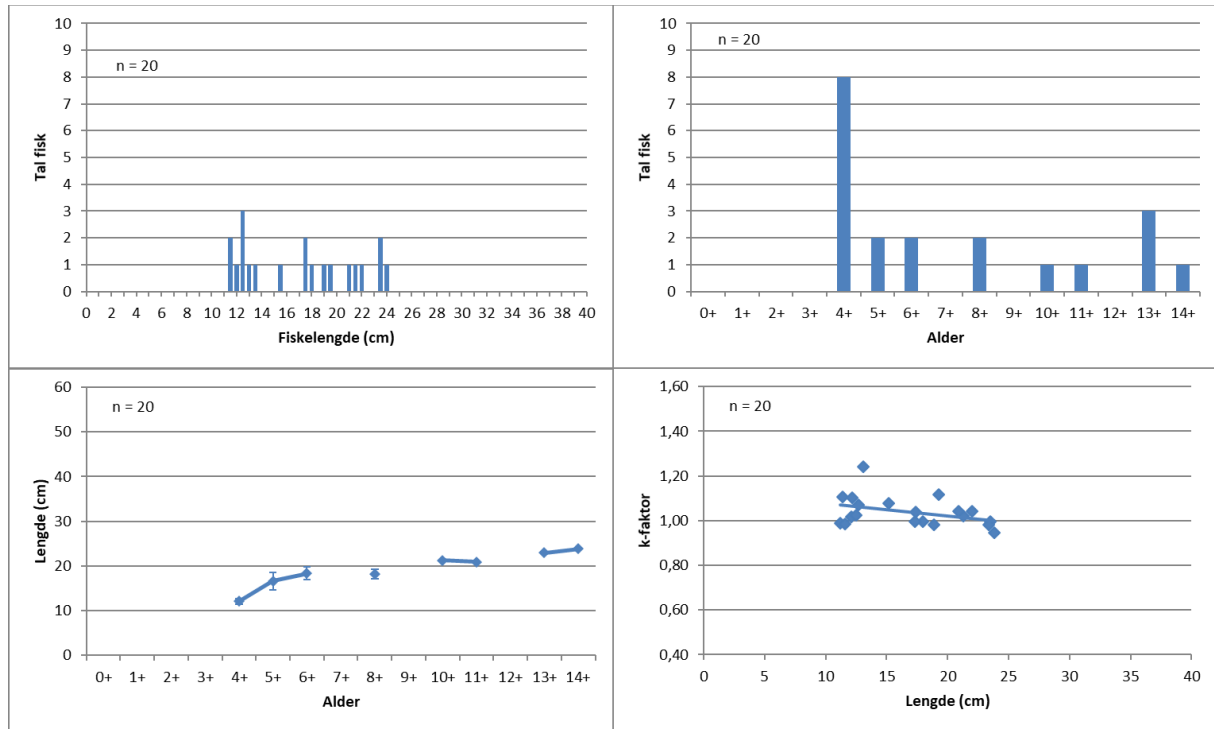 10
9
8
7
6
5
4
3
2
1
0
n = 20
Tal fisk
0 2 4 6 8 10 12 14 16 18 20 22 24 26 28 30 32 34 36 38 40
Fiskelengde (cm)
10
9
8
7
6
5
4
3
2
1
0
n = 20
Tal fisk
0+ 1+ 2+ 3+ 4+ 5+ 6+ 7+ 8+ 9+ 10+ 11+ 12+ 13+ 14+
Alder
60
50
40
30
20
10
0
n = 20
Lengde (cm)
0+ 1+ 2+ 3+ 4+ 5+ 6+ 7+ 8+ 9+ 10+ 11+ 12+ 13+ 14+
Alder
1,60
1,40
1,20
1,00
0,80
0,60
0,40
n = 20
k-faktor
0 5 10 15 20 25 30 35 40
Lengde (cm)